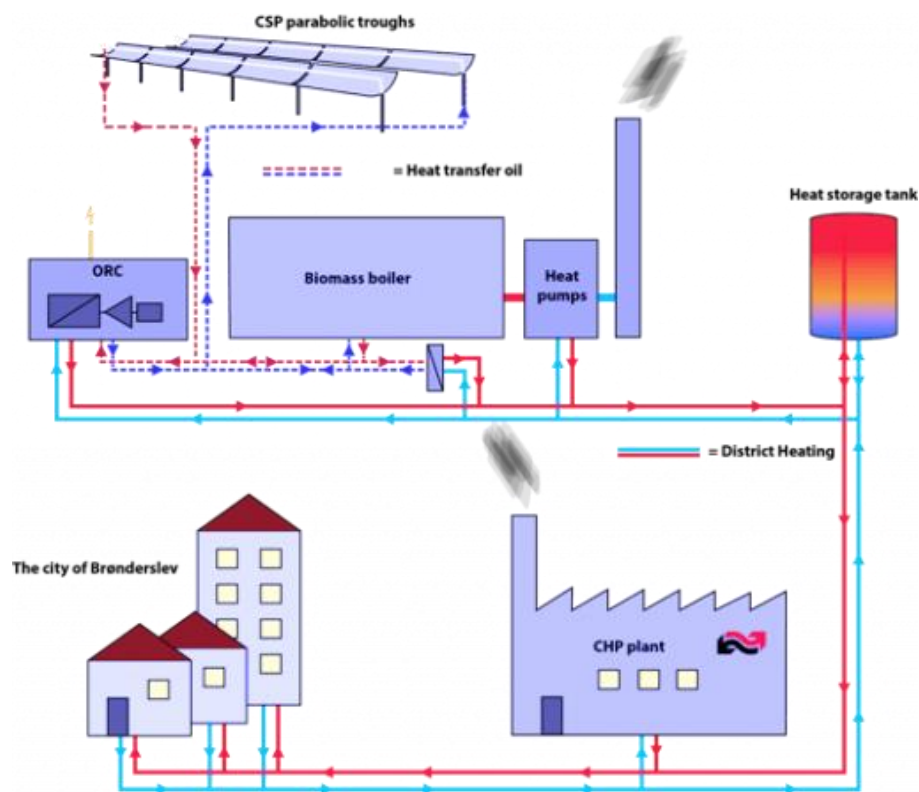 CSP parabolic troughs
= Heat transfer oil
Heat storage tank
ORC
Biomass boiler
Heat
pumps
= District Heating
The city of Brønderslev
CHP plant